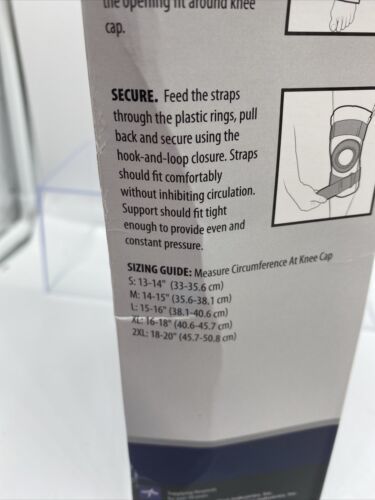 the opening fit around knee
cap.
SECURE. Feed the straps
through the plastic rings, pull
back and secure using the
hook-and-loop closure. Straps
should fit comfortably
without inhibiting circulation.
Support should fit tight
enough to provide even and
constant pressure.
SIZING GUIDE: Measure Circumference At Knee Cap
S: 13-14" (33-35.6 cm)
M: 14-15" (35.6-38.1 cm)
L: 15-16" (38.1-40.6 cm)
XL: 16-18" (40.6-45.7 cm)
2XL: 18-20" (45.7-50.8 cm)